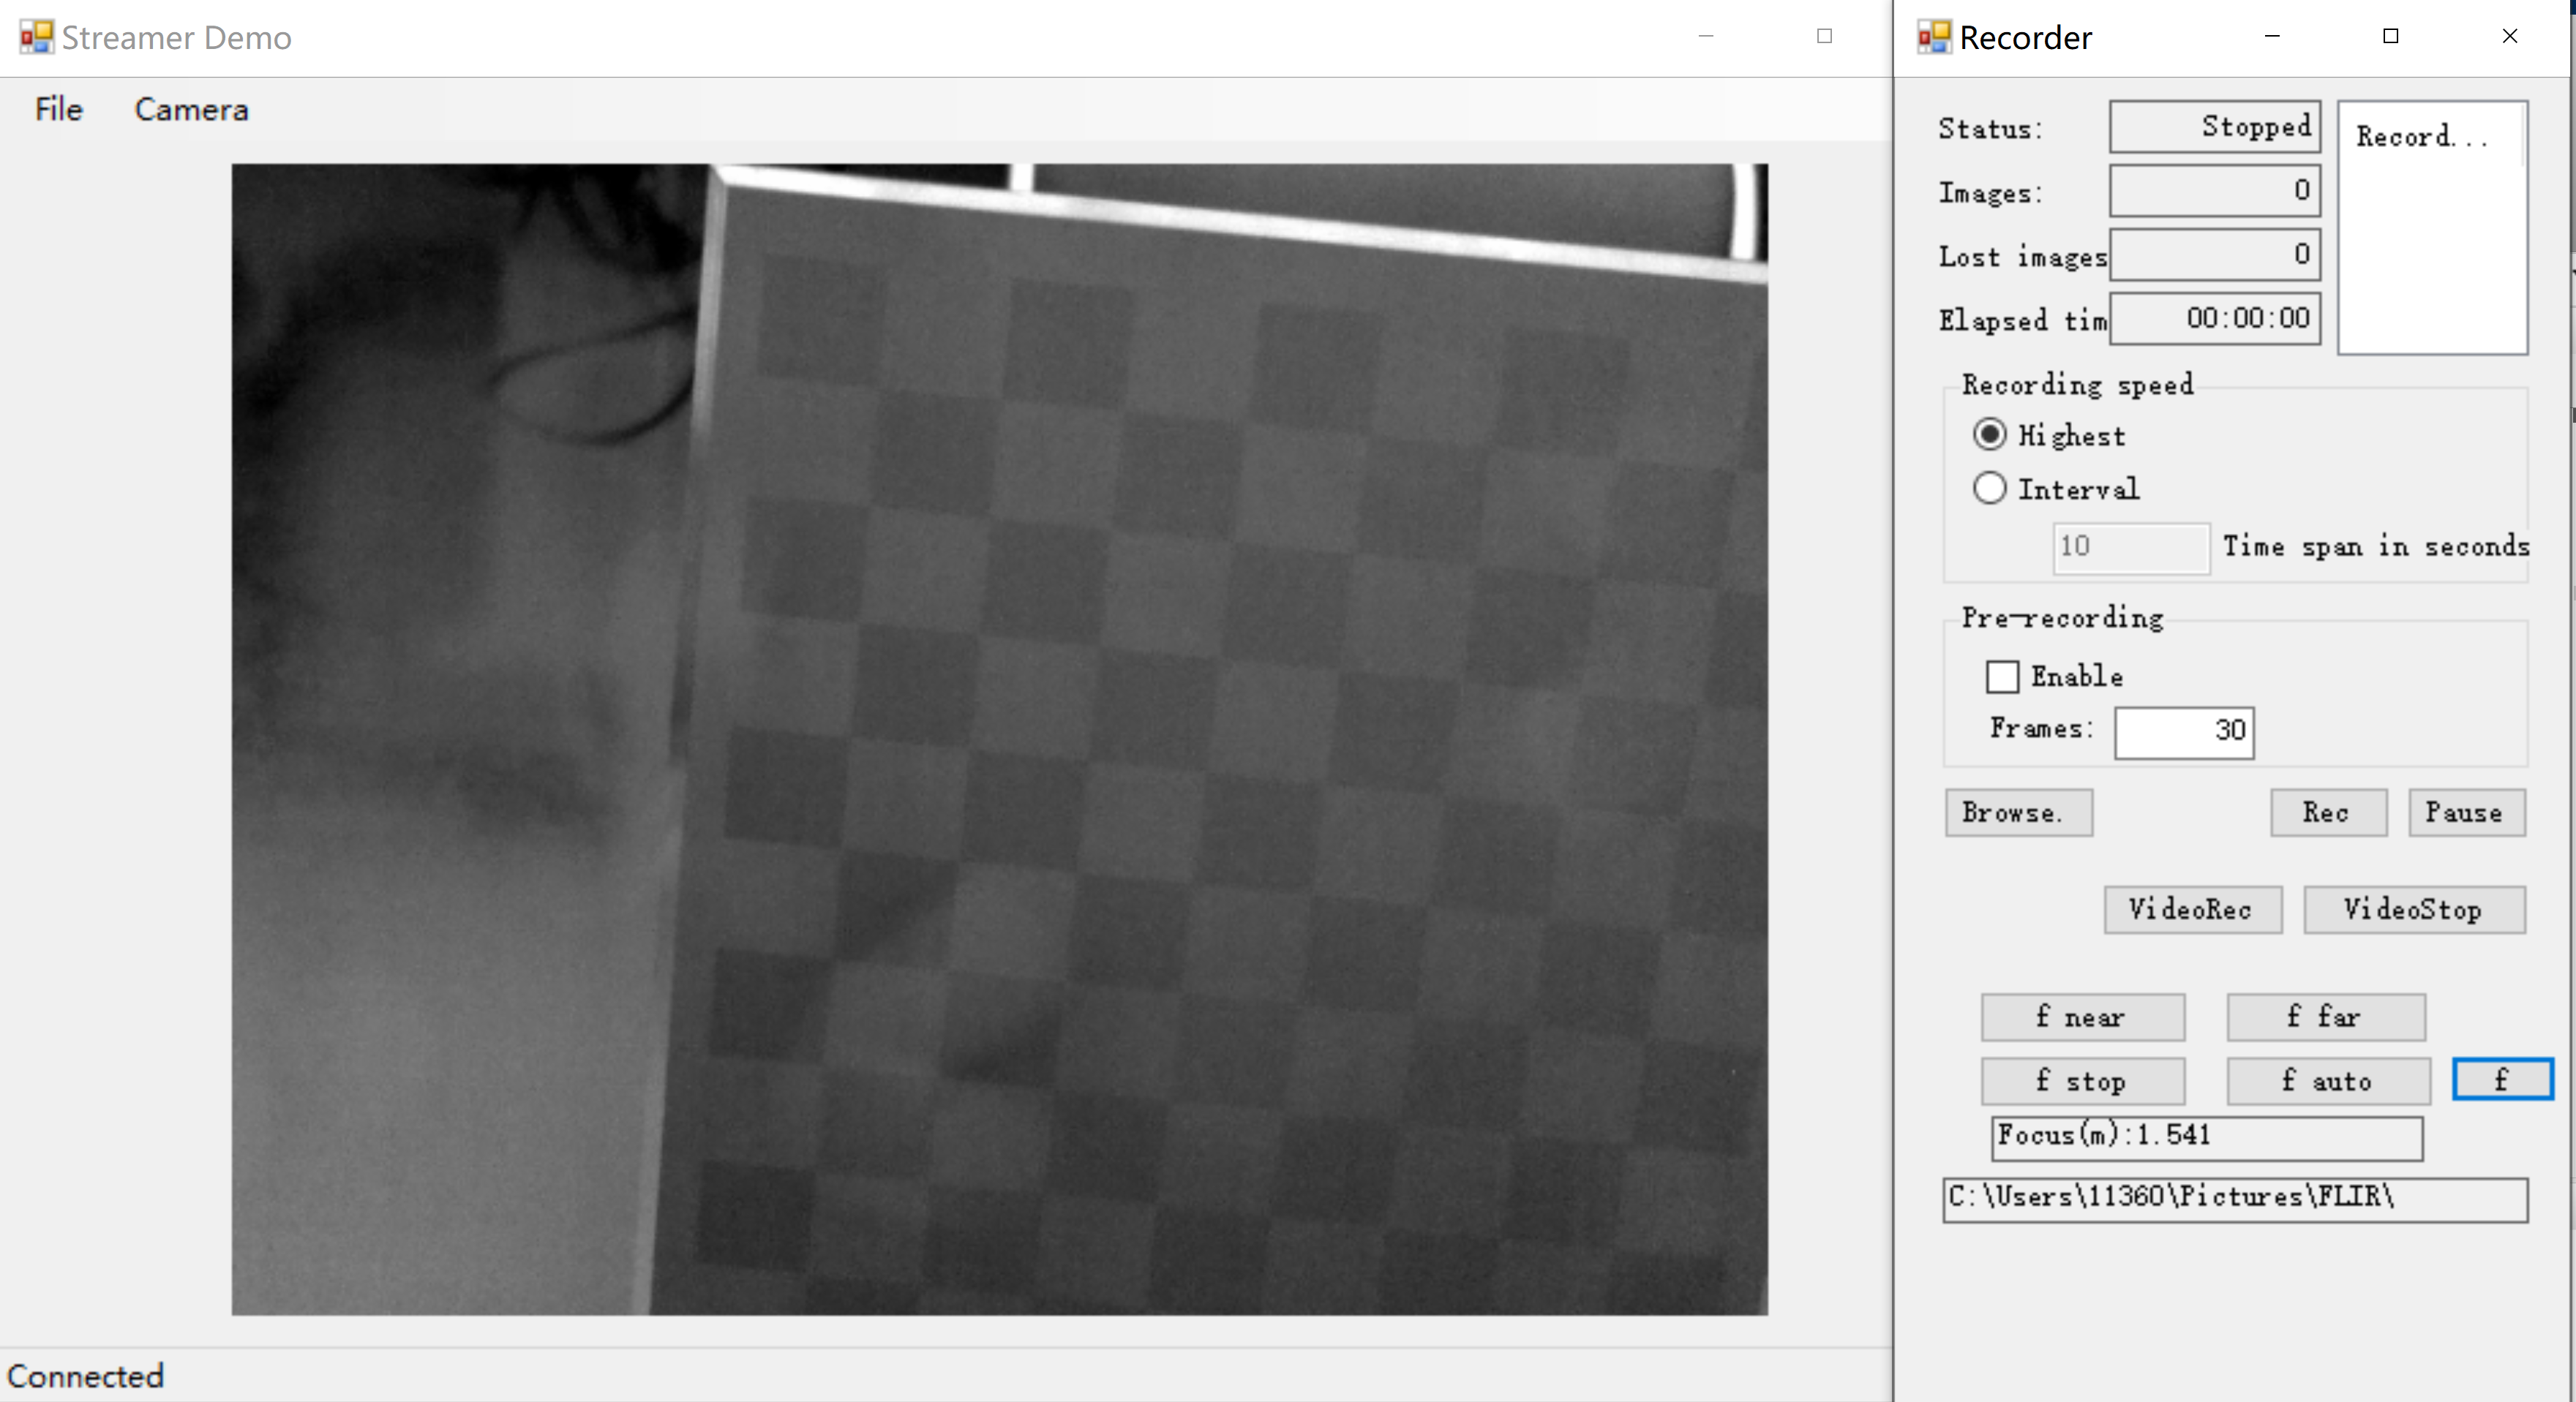 Streamer Demo
File Camera
Connected
Recorder
Status: Stopped
Record...
Images: 0
Lost images 0
Elapsed tim 00:00:00
Recording speed
Highest
Interval
10 Time span in seconds
Pre-recording
Enable
Frames: 30
Browse. Rec Pause
VideoRec VideoStop
f near f far
f stop f auto f
Focus(m):1.541
C:\Users\11360\Pictures\FLIR\